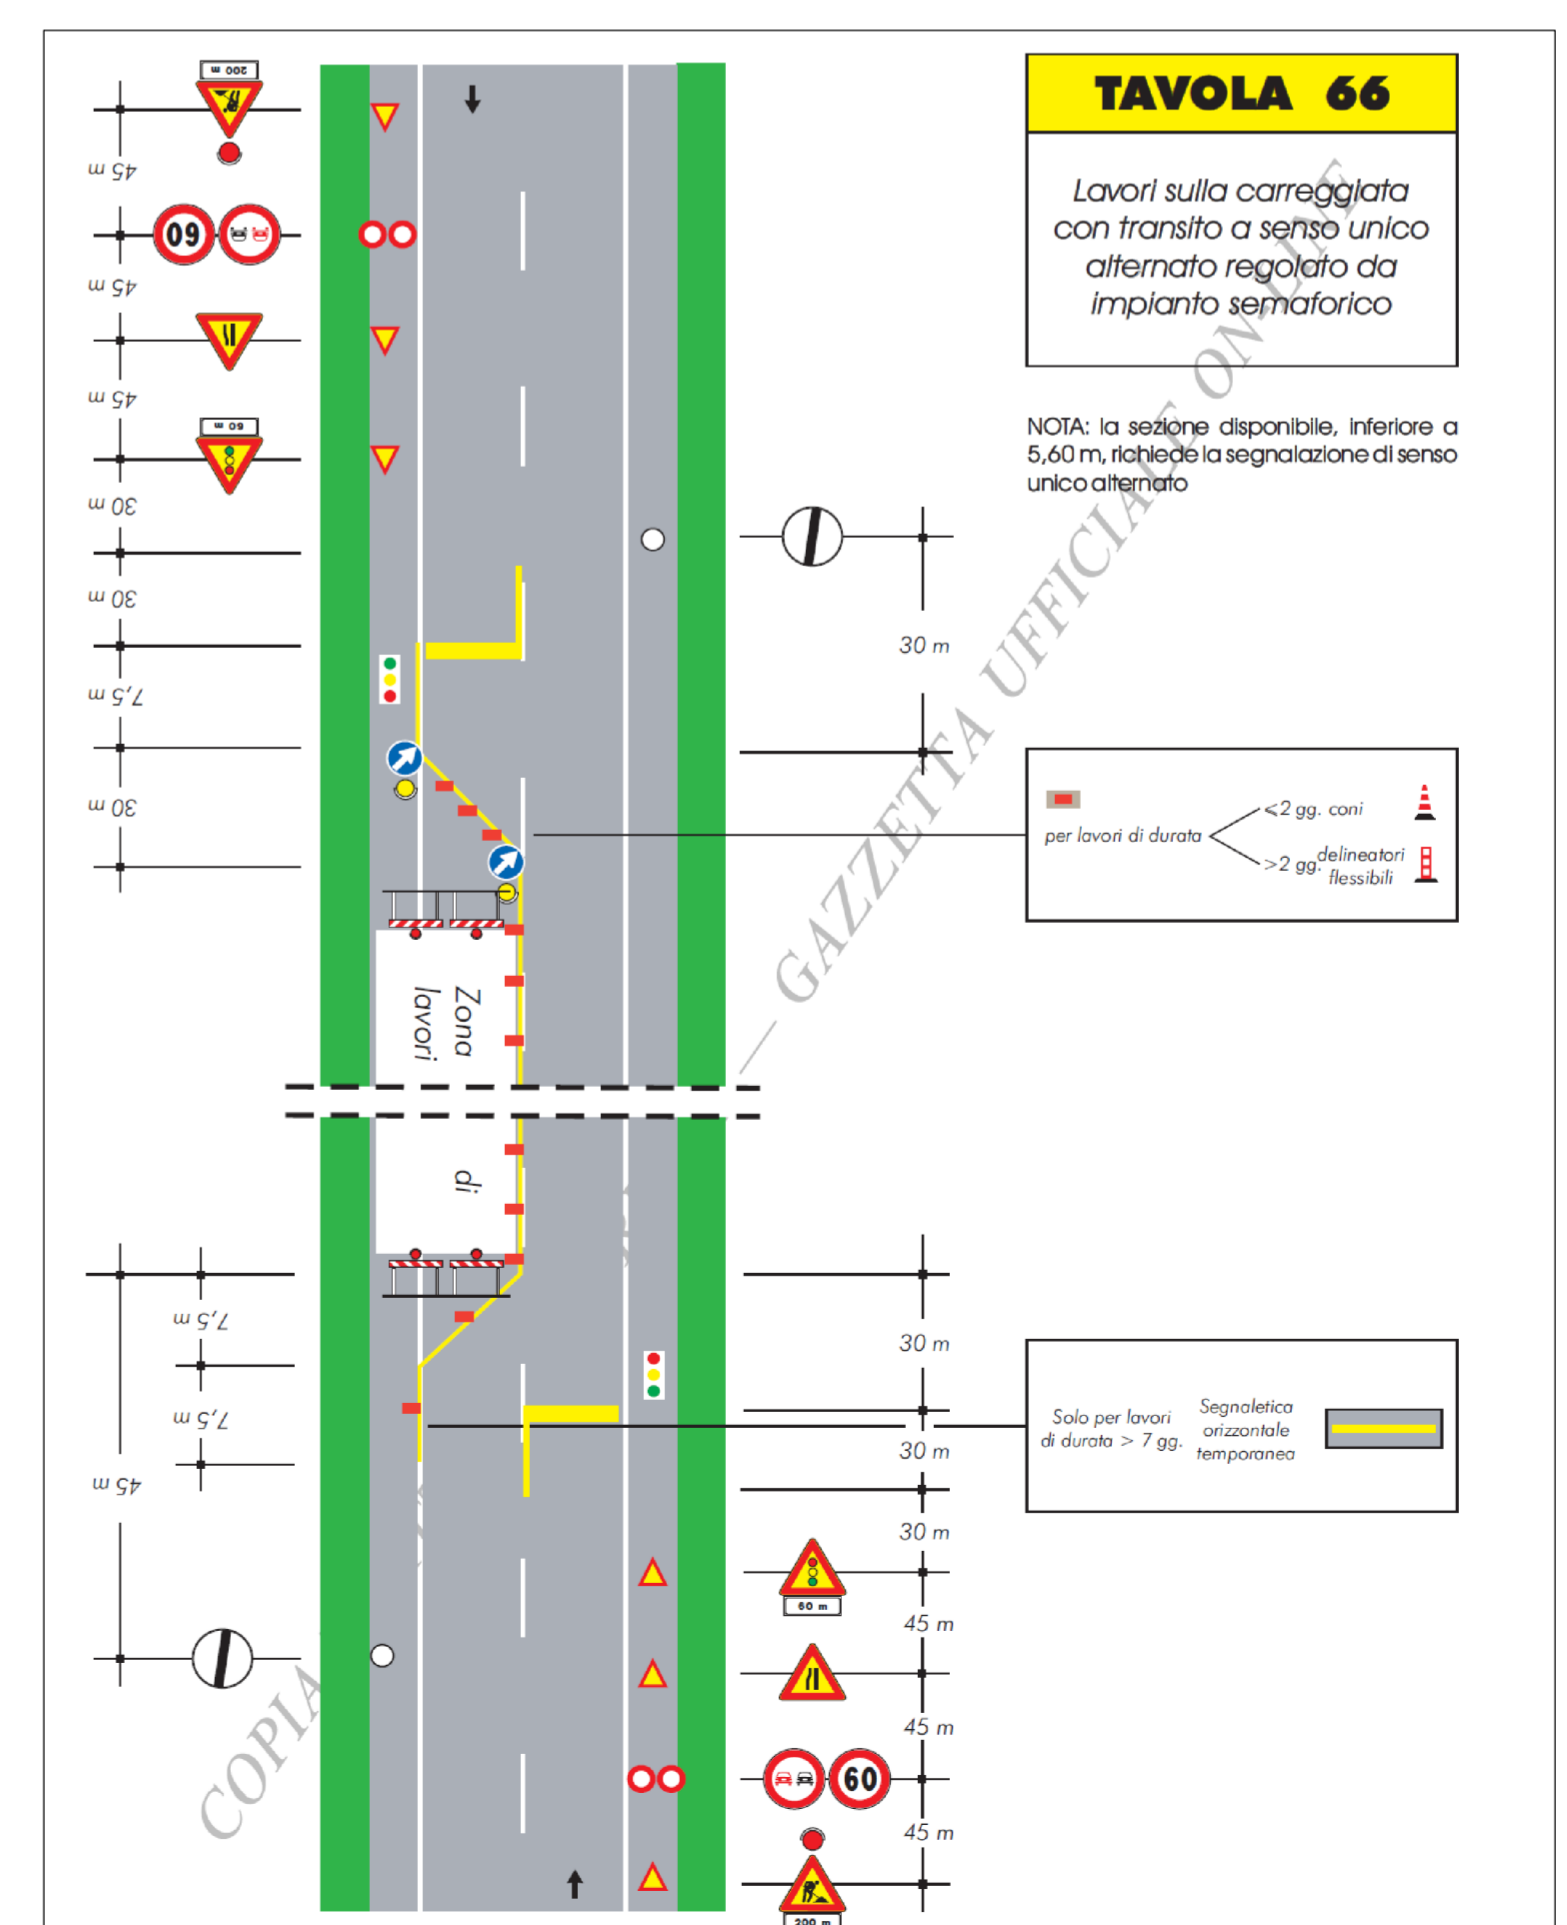 TAVOLA 66
Lavori sulla carreggiata
con transito a senso unico
alternato regolato da
impianto semaforico
NOTA: la sezione disponibile, inferiore a
5,60 m, richiede la segnalazione di senso
unico alternato
200 m
45 m
60
45 m
45 m
60 m
30 m
30 m
7,5 m
30 m
30 m
per lavori di durata
≤2 gg. coni
>2 gg. delineatori
flessibili
Zona
lavori
di
7,5 m
7,5 m
45 m
30 m
30 m
30 m
Solo per lavori
di durata > 7 gg.
Segnaletica
orizzontale
temporanea
60 m
45 m
45 m
60
45 m
200 m
COPIA
— GAZZETTA UFFICIALE ON-LINE